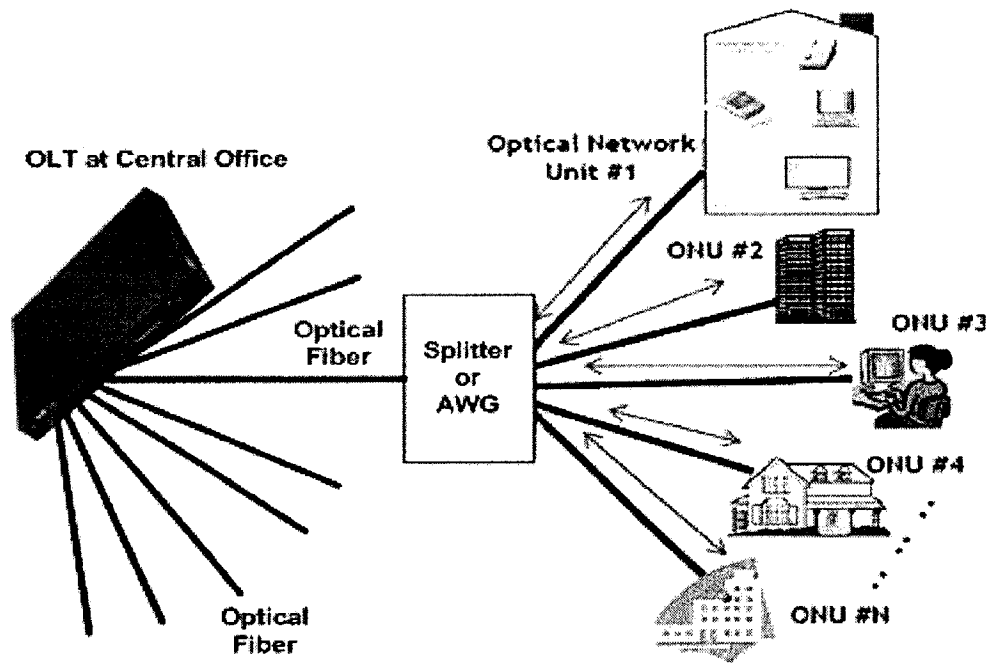 OLT at Central Office
Optical Network
Unit #1
ONU #2
Optical
Fiber
Splitter
or
AWG
ONU #3
ONU #4
ONU #N
Optical
Fiber